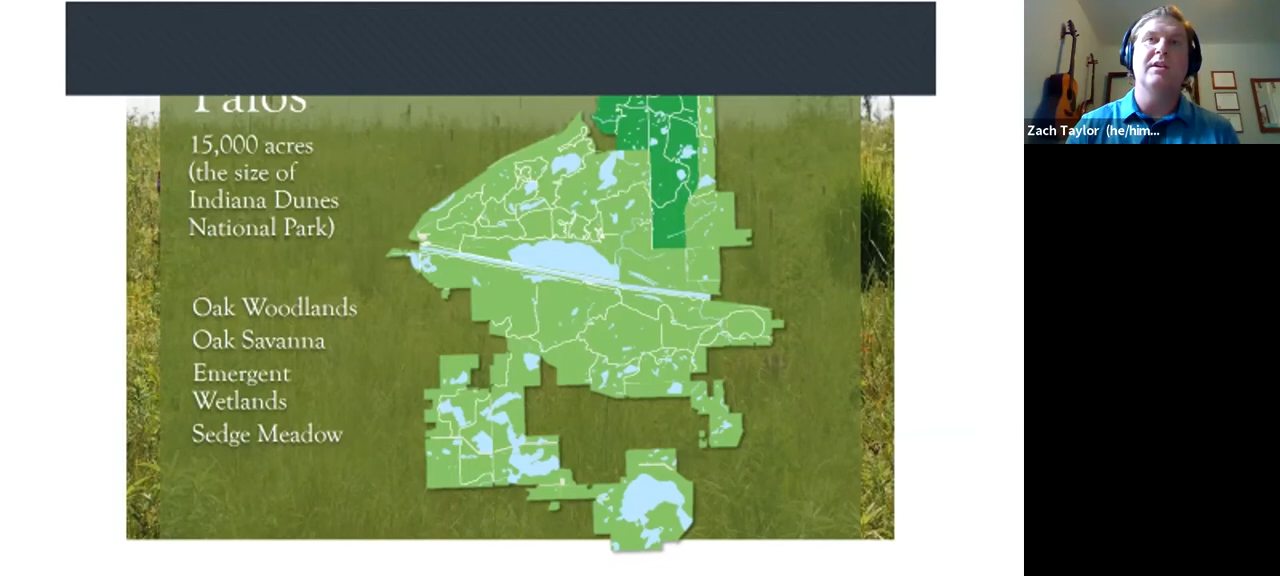 Palos
15,000 acres
(the size of
Indiana Dunes
National Park)
Oak Woodlands
Oak Savanna
Emergent
Wetlands
Sedge Meadow
Zach Taylor (he/him...